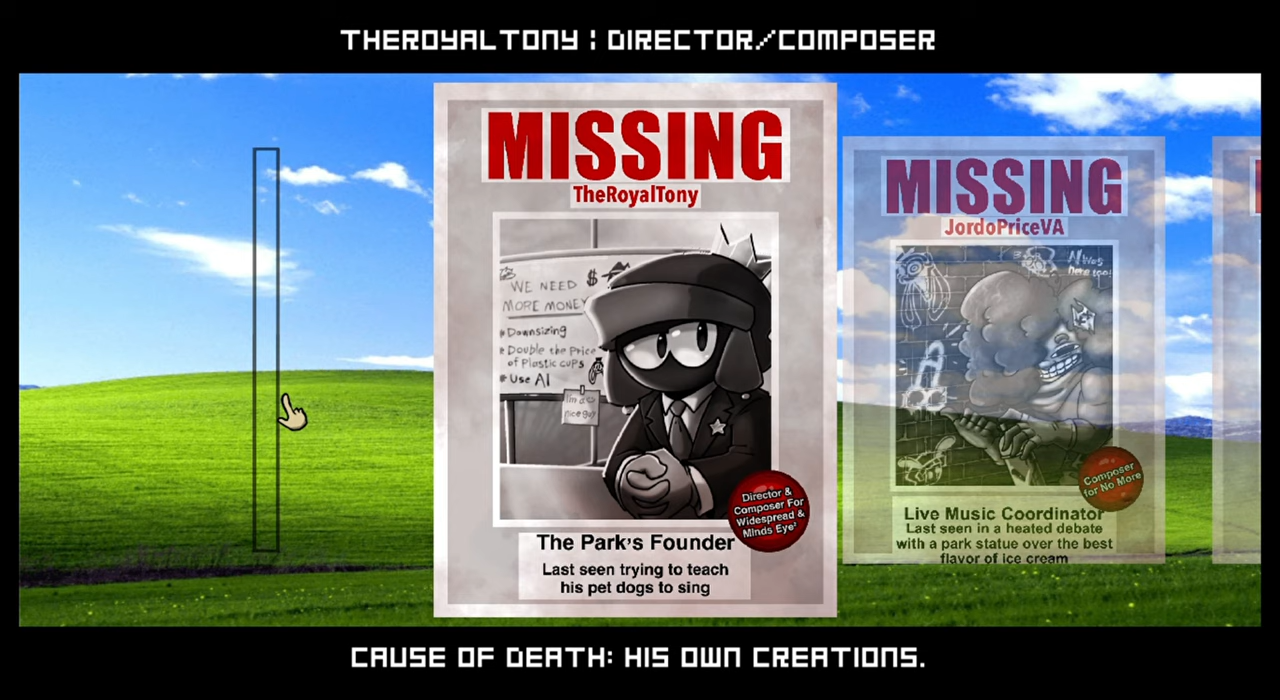 THEROYALTONY : DIRECTOR/COMPOSER
MISSING
TheRoyalTony
WE NEED $
MORE MONEY
Downsizing
Double the Price
of Plastic cups
Use AI
I'm a
nice guy
Director &
Composer For
Widespread &
Minds Eye²
The Park's Founder
Last seen trying to teach
his pet dogs to sing
MISSING
JordoPriceVA
Composer
for No More
Live Music Coordinator
Last seen in a heated debate
with a park statue over the best
flavor of ice cream
CAUSE OF DEATH: HIS OWN CREATIONS.